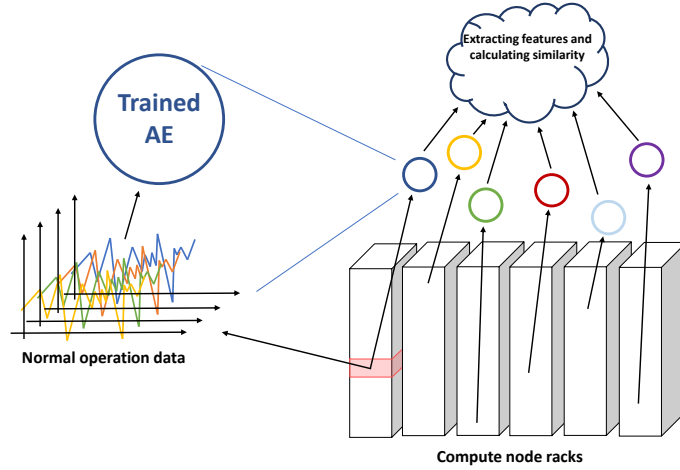 Extracting features and
calculating similarity
Trained
AE
Normal operation data
Compute node racks